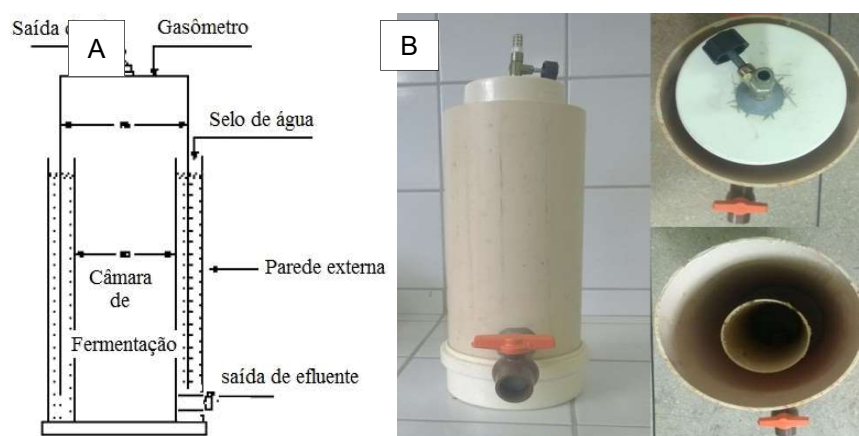 Saída
A
Gasômetro
B
Selo de água
Câmara
de
Fermentação
Parede externa
saída de efluente